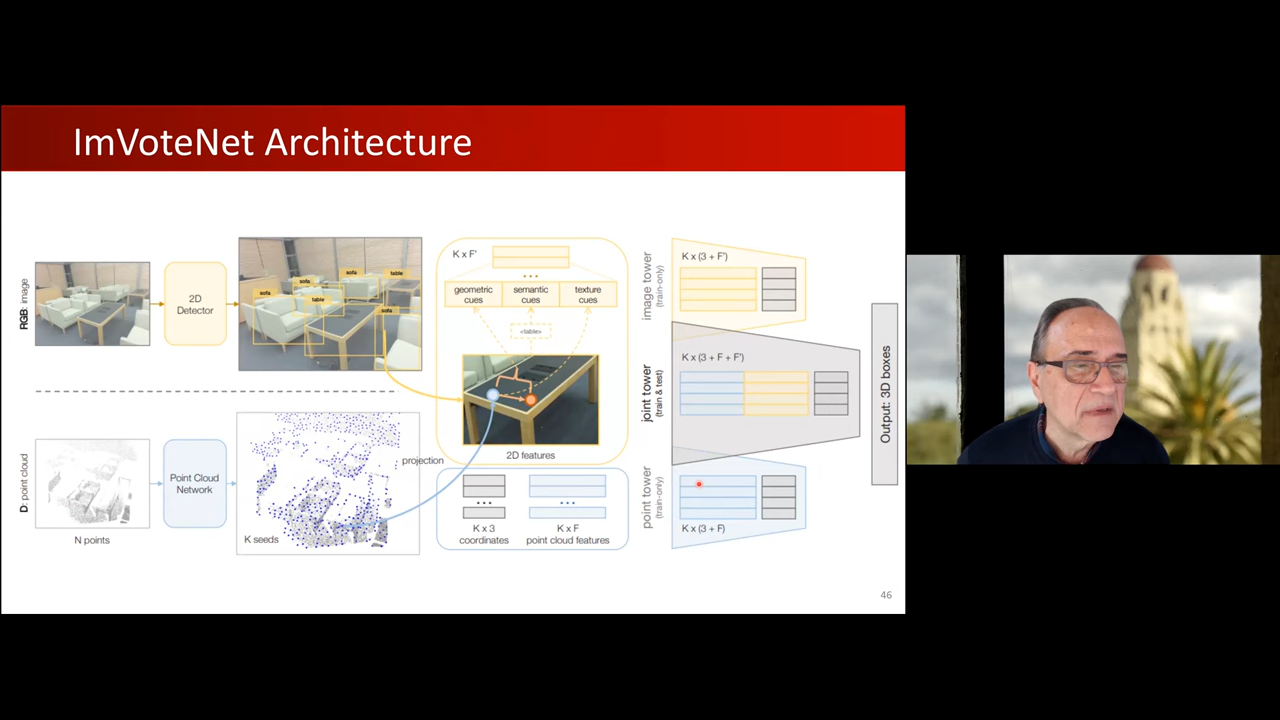 ImVoteNet Architecture
RGB: image
2D
Detector
sofa
sofa
table
sofa
table
sofa
K x F'
...
geometric
cues
semantic
cues
texture
cues
<table>
2D features
image tower
(train-only)
K x (3 + F')
joint tower
(train & test)
K x (3 + F + F')
Output: 3D boxes
D: point cloud
N points
Point Cloud
Network
K seeds
projection
...
K x 3
coordinates
...
K x F
point cloud features
point tower
(train-only)
K x (3 + F)
46